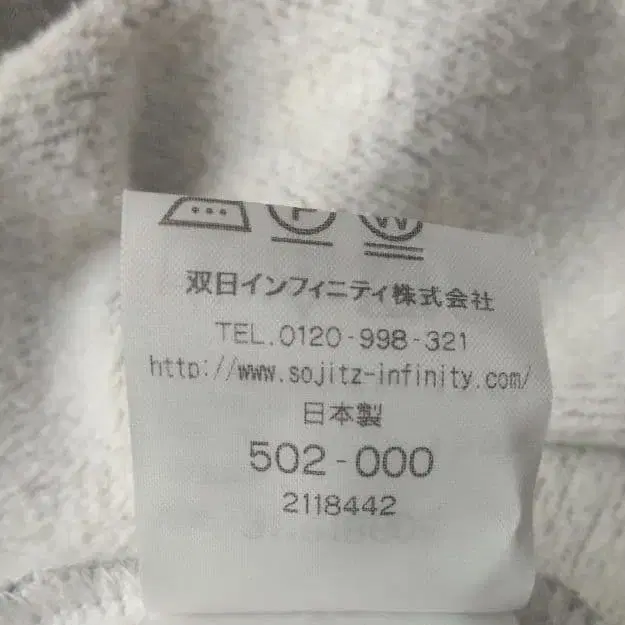 P W
双日インフィニティ株式会社
TEL.0120-998-321
http://www.sojitz-infinity.com/
日本製
502-000
2118442